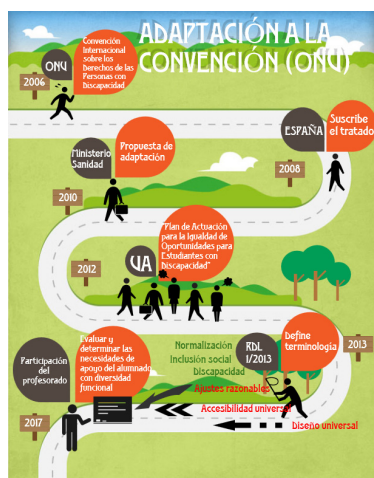 ADAPTACIÓN A LA
CONVENCIÓN (ONU)
Convención
Internacional
sobre los
Derechos de las
Personas con
Discapacidad
ONU
2006
ESPAÑA
Suscribe
el tratado
2008
Ministerio
Sanidad
Propuesta de
adaptación
2010
"Plan de Actuación
para la Igualdad de
Oportunidades para
Estudiantes con
Discapacidad"
UA
2012
Normalización
Inclusión social
Discapacidad
RDL
1/2013
Define
terminología
2013
Ajustes razonables
Accesibilidad universal
Diseño universal
Participación
del
profesorado
Evaluar y
determinar las
necesidades de
apoyo del alumnado
con diversidad
funcional
2017